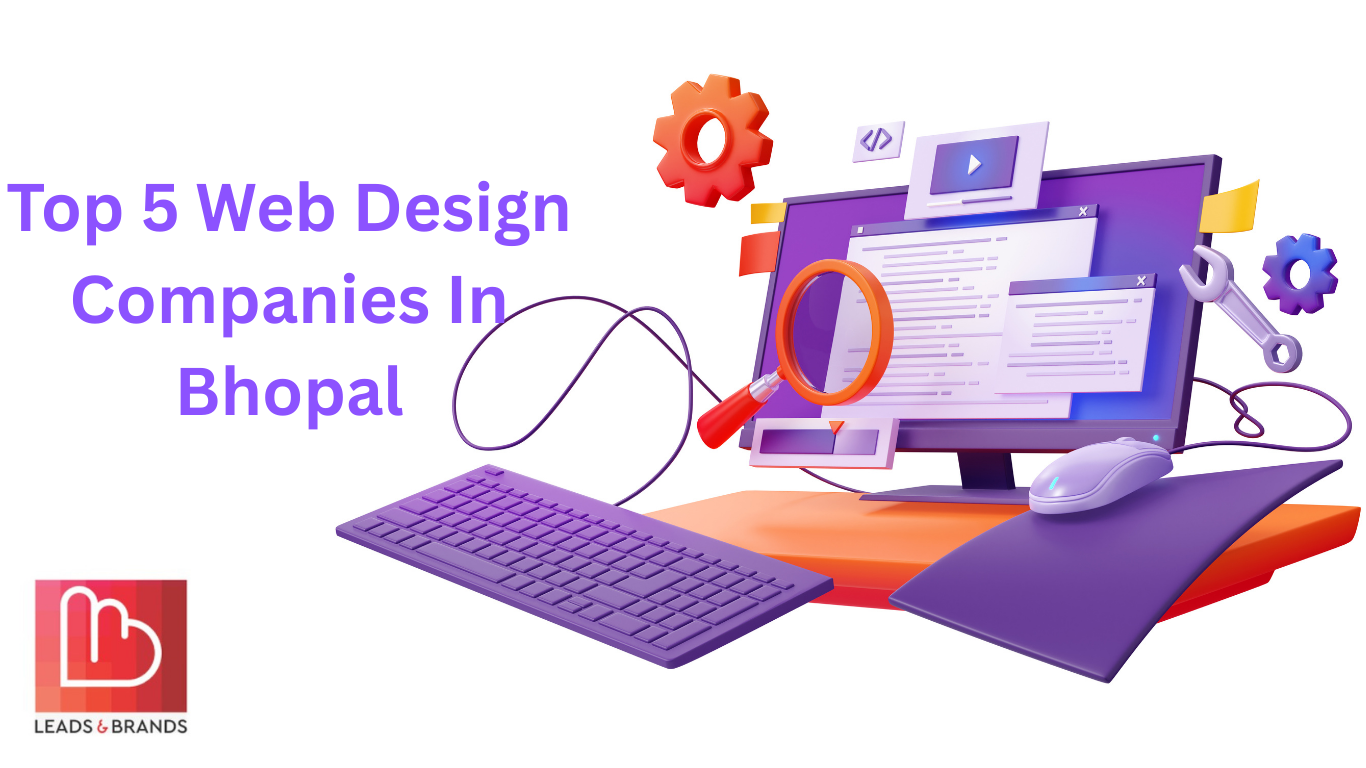 Top 5 Web Design
Companies In
Bhopal
</>
LEADS & BRANDS